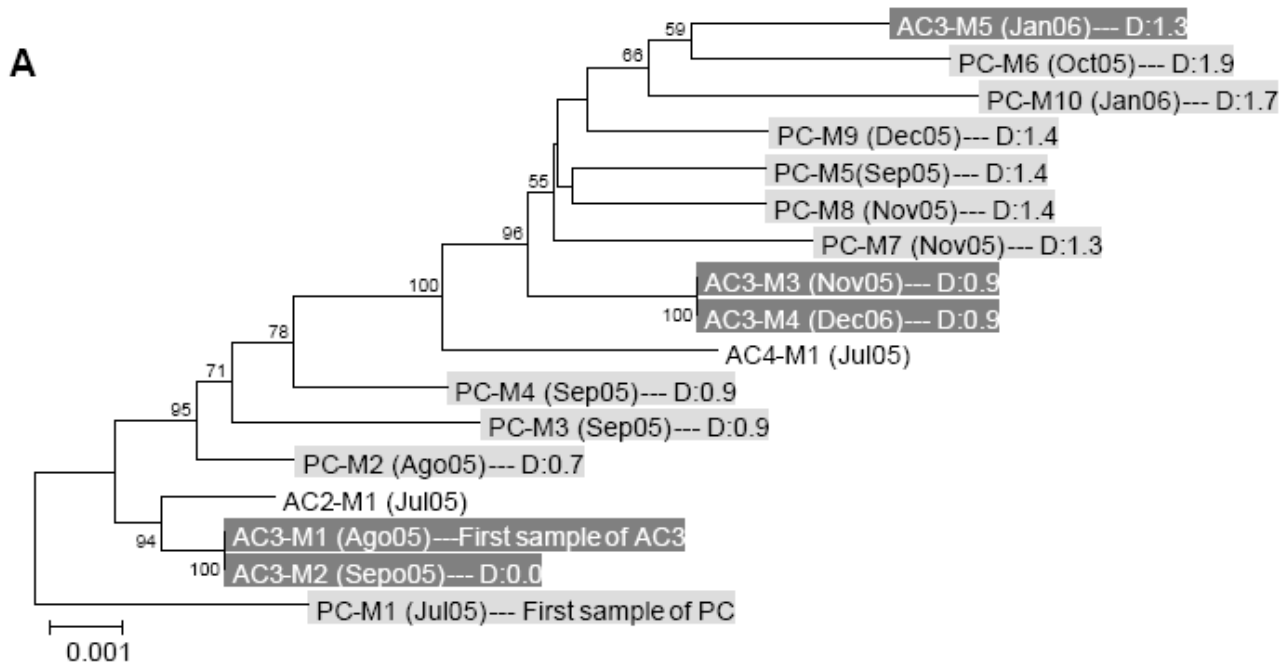 A
59
AC3-M5 (Jan06)--- D:1.3
66
PC-M6 (Oct05)--- D:1.9
PC-M10 (Jan06)--- D:1.7
PC-M9 (Dec05)--- D:1.4
PC-M5(Sep05)--- D:1.4
55
PC-M8 (Nov05)--- D:1.4
PC-M7 (Nov05)--- D:1.3
96
AC3-M3 (Nov05)--- D:0.9
100
AC3-M4 (Dec06)--- D:0.9
100
AC4-M1 (Jul05)
78
PC-M4 (Sep05)--- D:0.9
71
PC-M3 (Sep05)--- D:0.9
95
PC-M2 (Ago05)--- D:0.7
AC2-M1 (Jul05)
AC3-M1 (Ago05)---First sample of AC3
94
100
AC3-M2 (Sepo05)--- D:0.0
PC-M1 (Jul05)--- First sample of PC
0.001